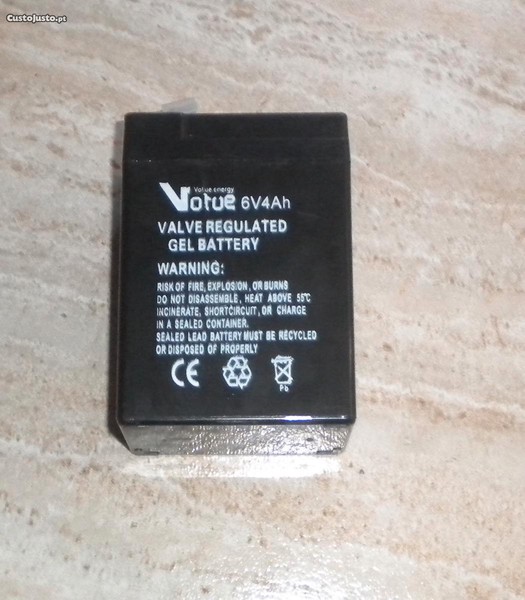 CustoJusto.pt
Value energy
Votue 6V4Ah
VALVE REGULATED
GEL BATTERY
WARNING:
RISK OF FIRE, EXPLOSION, OR BURNS
DO NOT DISASSEMBLE, HEAT ABOVE 55℃
INCINERATE, SHORTCIRCUIT, OR CHARGE
IN A SEALED CONTAINER.
SEALED LEAD BATTERY MUST BE RECYCLED
OR DISPOSED OF PROPERLY
CE
Pb